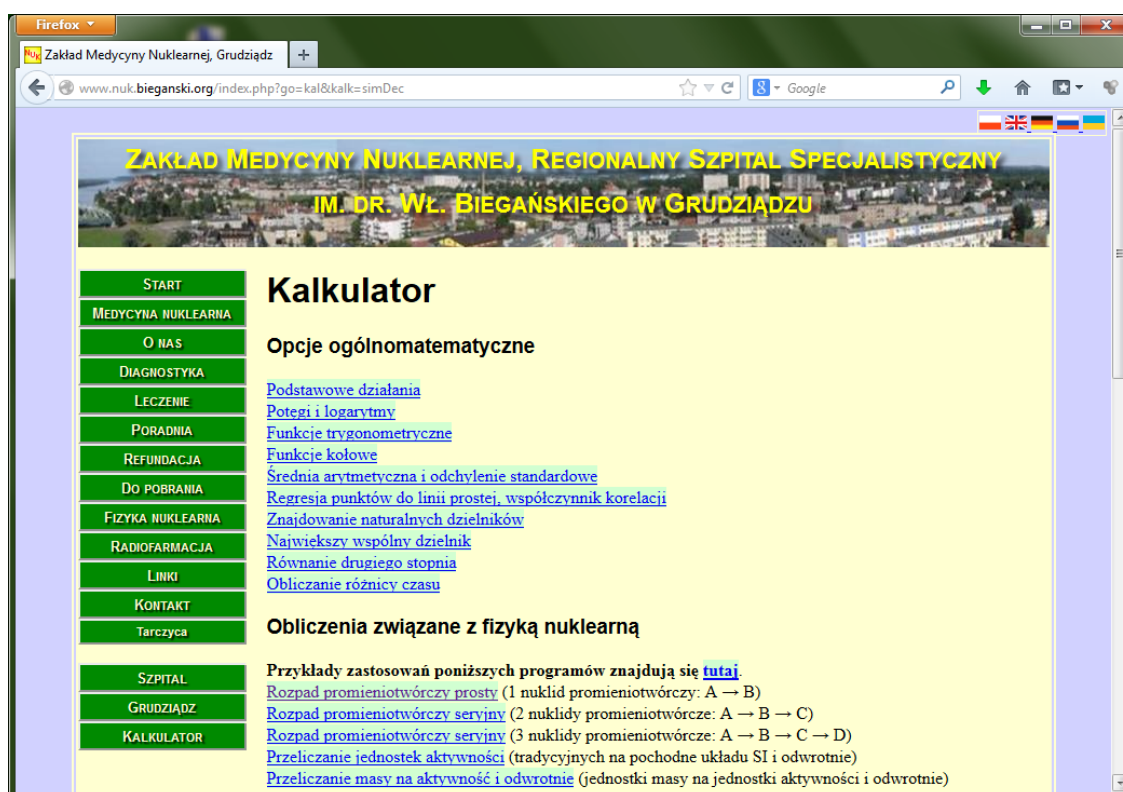 Firefox
Zakład Medycyny Nuklearnej, Grudziądz
www.nuk.bieganski.org/index.php?go=kal&kalk=simDec
Google
ZAKŁAD MEDYCYNY NUKLEARNEJ, REGIONALNY SZPITAL SPECJALISTYCZNY
IM. DR. WŁ. BIEGAŃSKIEGO W GRUDZIĄDZU
START
MEDYCYNA NUKLEARNA
O NAS
DIAGNOSTYKA
LECZENIE
PORADNIA
REFUNDACJA
DO POBRANIA
FIZYKA NUKLEARNA
RADIOFARMACJA
LINKI
KONTAKT
Tarczyca
SZPITAL
GRUDZIĄDZ
KALKULATOR
Kalkulator
Opcje ogólnomatematyczne
Podstawowe działania
Potęgi i logarytmy
Funkcje trygonometryczne
Funkcje kołowe
Średnia arytmetyczna i odchylenie standardowe
Regresja punktów do linii prostej, współczynnik korelacji
Znajdowanie naturalnych dzielników
Największy wspólny dzielnik
Równanie drugiego stopnia
Obliczanie różnicy czasu
Obliczenia związane z fizyką nuklearną
Przykłady zastosowań poniższych programów znajdują się tutaj.
Rozpad promieniotwórczy prosty (1 nuklid promieniotwórczy: A → B)
Rozpad promieniotwórczy seryjny (2 nuklidy promieniotwórcze: A → B → C)
Rozpad promieniotwórczy seryjny (3 nuklidy promieniotwórcze: A → B → C → D)
Przeliczanie jednostek aktywności (tradycyjnych na pochodne układu SI i odwrotnie)
Przeliczanie masy na aktywność i odwrotnie (jednostki masy na jednostki aktywności i odwrotnie)